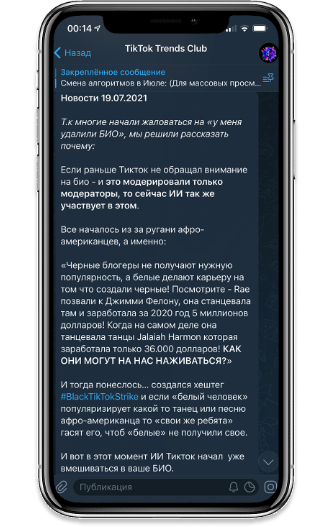 00:14
Назад
TikTok Trends Club
Закреплённое сообщение
Смена алгоритмов в Июле: (Для массовых просм...
Новости 19.07.2021
Т.к многие начали жаловаться на «у меня
удалили БИО», мы решили рассказать
почему:
Если раньше Тикток не обращал внимание
на био - и это модерировали только
модераторы, то сейчас ИИ так же
участвует в этом.
Все началось из за ругани афро-
американцев, а именно:
«Черные блогеры не получают нужную
популярность, а белые делают карьеру на
том что создали черные! Посмотрите - Rae
позвали к Джимми Фелону, она станцевала
там и заработала за 2020 год 5 миллионов
долларов! Когда на самом деле она
танцевала танцы Jalaiah Harmon которая
заработала только 36.000 долларов! КАК
ОНИ МОГУТ НА НАС НАЖИВАТЬСЯ?»
И тогда понеслось... создался хештег
#BlackTikTokStrike и если «белый человек»
популяризирует какой то танец или песню
афро-американца то «свои же ребята»
гасят его, чтоб «белые» не получили свое.
И вот в этот момент ИИ Тикток начал уже
вмешиваться в ваше БИО.
Публикация